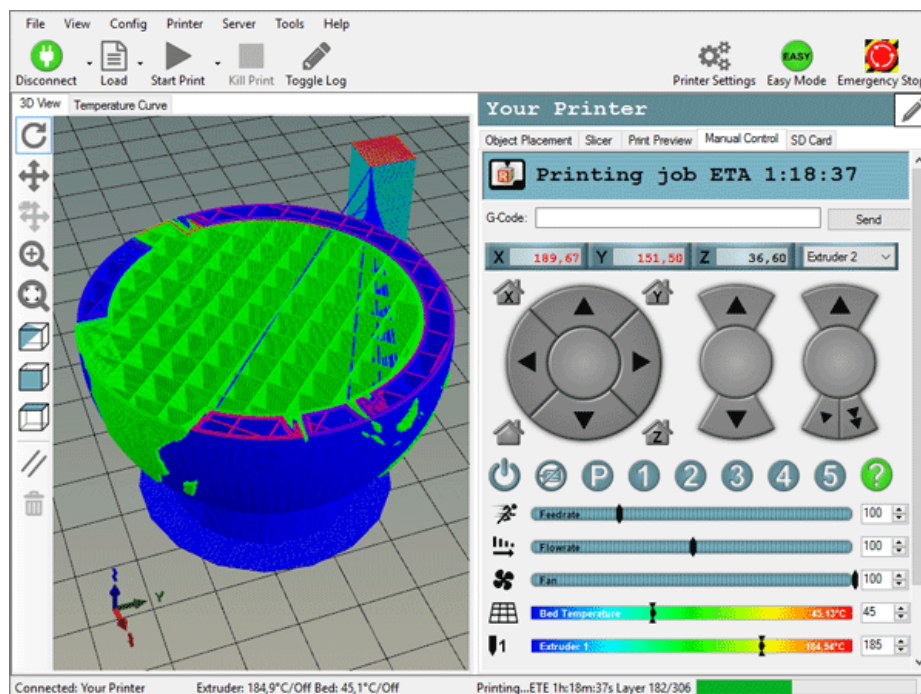 File View Config Printer Server Tools Help
Disconnect Load Start Print Kill Print Toggle Log Printer Settings Easy Mode Emergency Stop
EASY
3D View Temperature Curve
Your Printer
Object Placement Slicer Print Preview Manual Control SD Card
Printing job ETA 1:18:37
G-Code: Send
X 189,67 Y 151,50 Z 36,60 Extruder 2
X Y
Z
P 1 2 3 4 5 ?
Feedrate 100
Flowrate 100
Fan 100
Bed Temperature 45.13°C 45
1 Extruder 1 184.54°C 185
Y
Connected: Your Printer Extruder: 184,9°C/Off Bed: 45,1°C/Off Printing...ETE 1h:18m:37s Layer 182/306